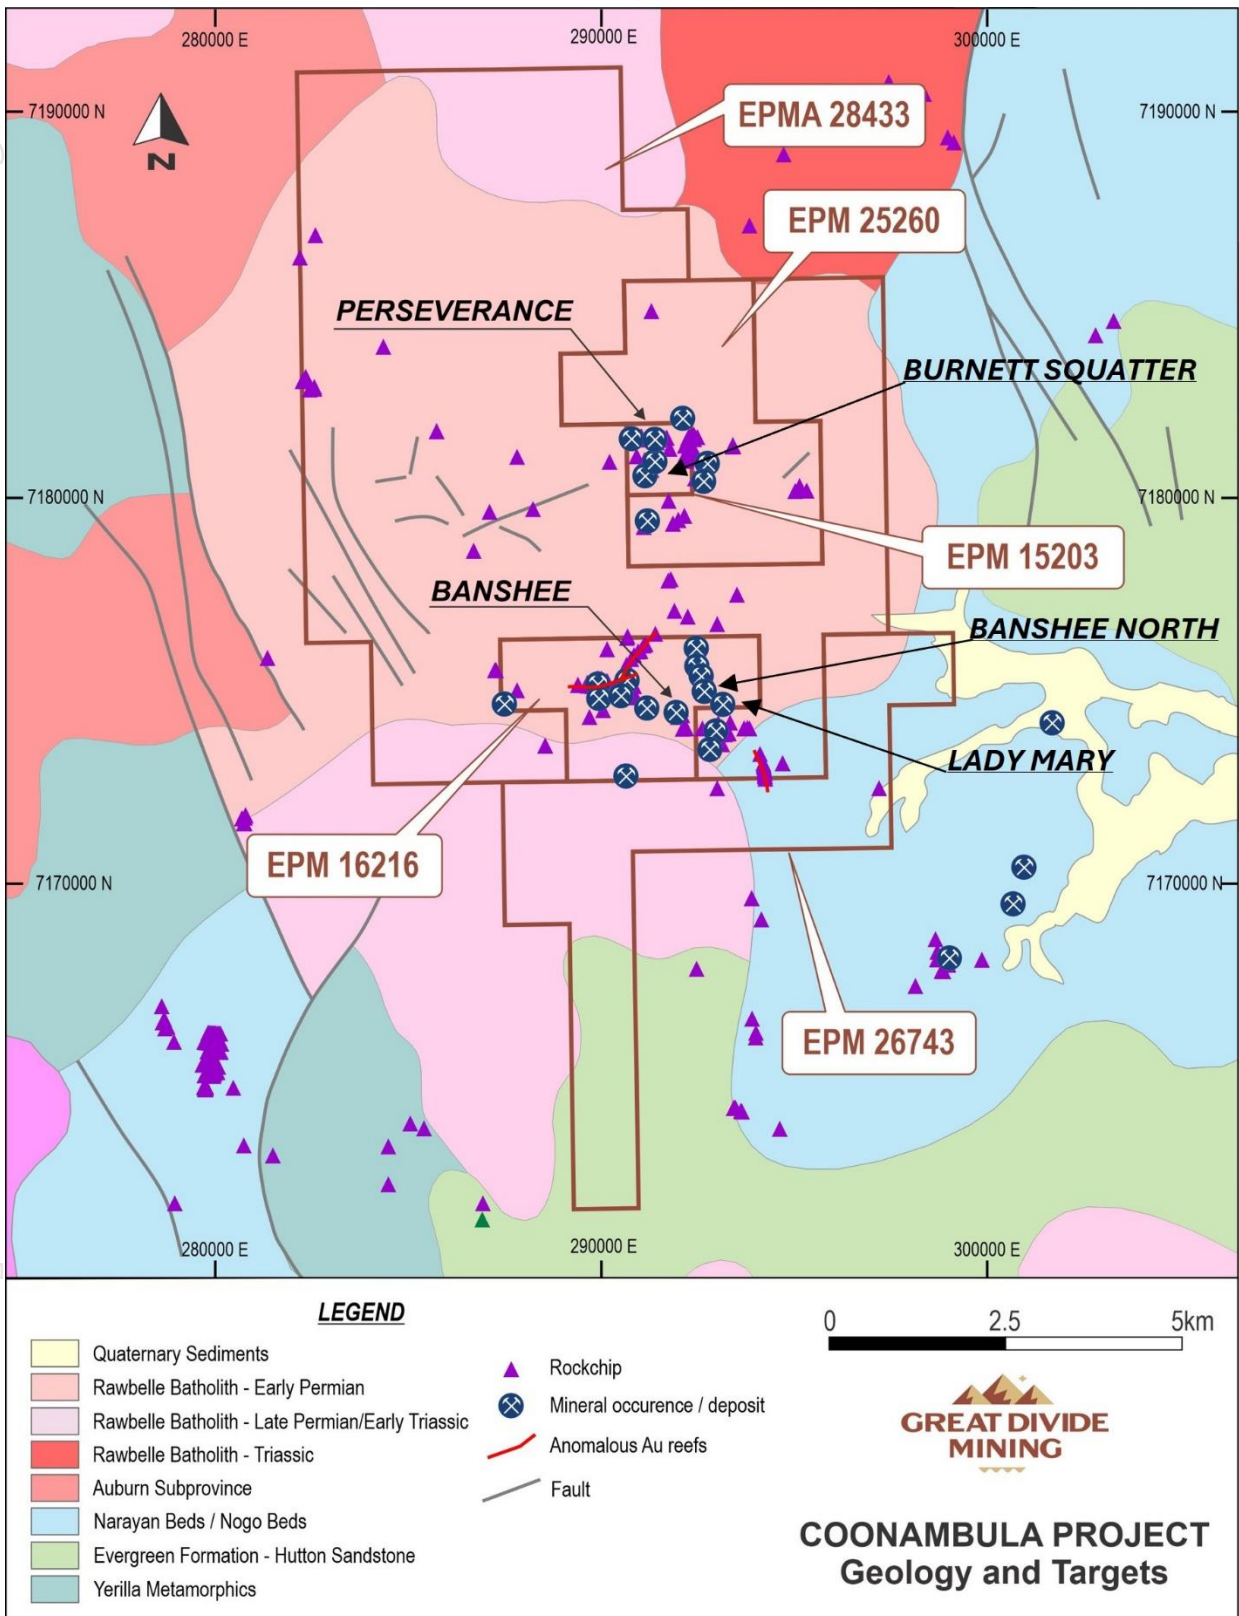 280000 E
290000 E
300000 E
7190000 N
7190000 N
N
EPMA 28433
EPM 25260
PERSEVERANCE
BURNETT SQUATTER
7180000 N
7180000 N
EPM 15203
BANSHEE
BANSHEE NORTH
LADY MARY
EPM 16216
7170000 N
7170000 N
EPM 26743
280000 E
290000 E
300000 E
LEGEND
Quaternary Sediments
Rawbelle Batholith - Early Permian
Rawbelle Batholith - Late Permian/Early Triassic
Rawbelle Batholith - Triassic
Auburn Subprovince
Narayan Beds / Nogo Beds
Evergreen Formation - Hutton Sandstone
Yerilla Metamorphics
Rockchip
Mineral occurence / deposit
Anomalous Au reefs
Fault
0 2.5 5km
GREAT DIVIDE
MINING
COONAMBULA PROJECT
Geology and Targets